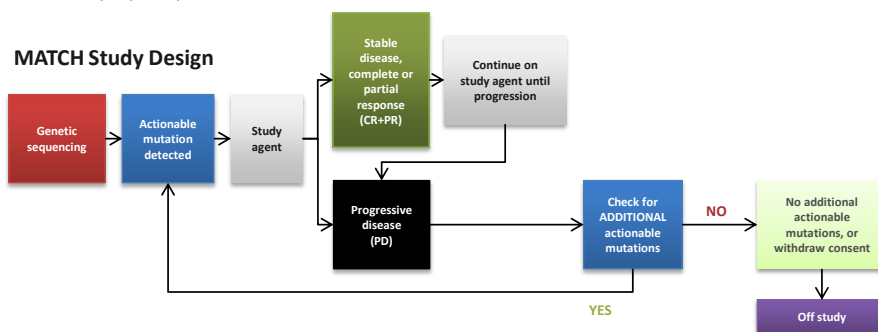 MATCH Study Design
Genetic
sequencing
Actionable
mutation
detected
Study
agent
Stable
disease,
complete or
partial
response
(CR+PR)
Continue on
study agent until
progression
Progressive
disease
(PD)
Check for
ADDITIONAL
actionable
mutations
NO
No additional
actionable
mutations, or
withdraw consent
YES
Off study